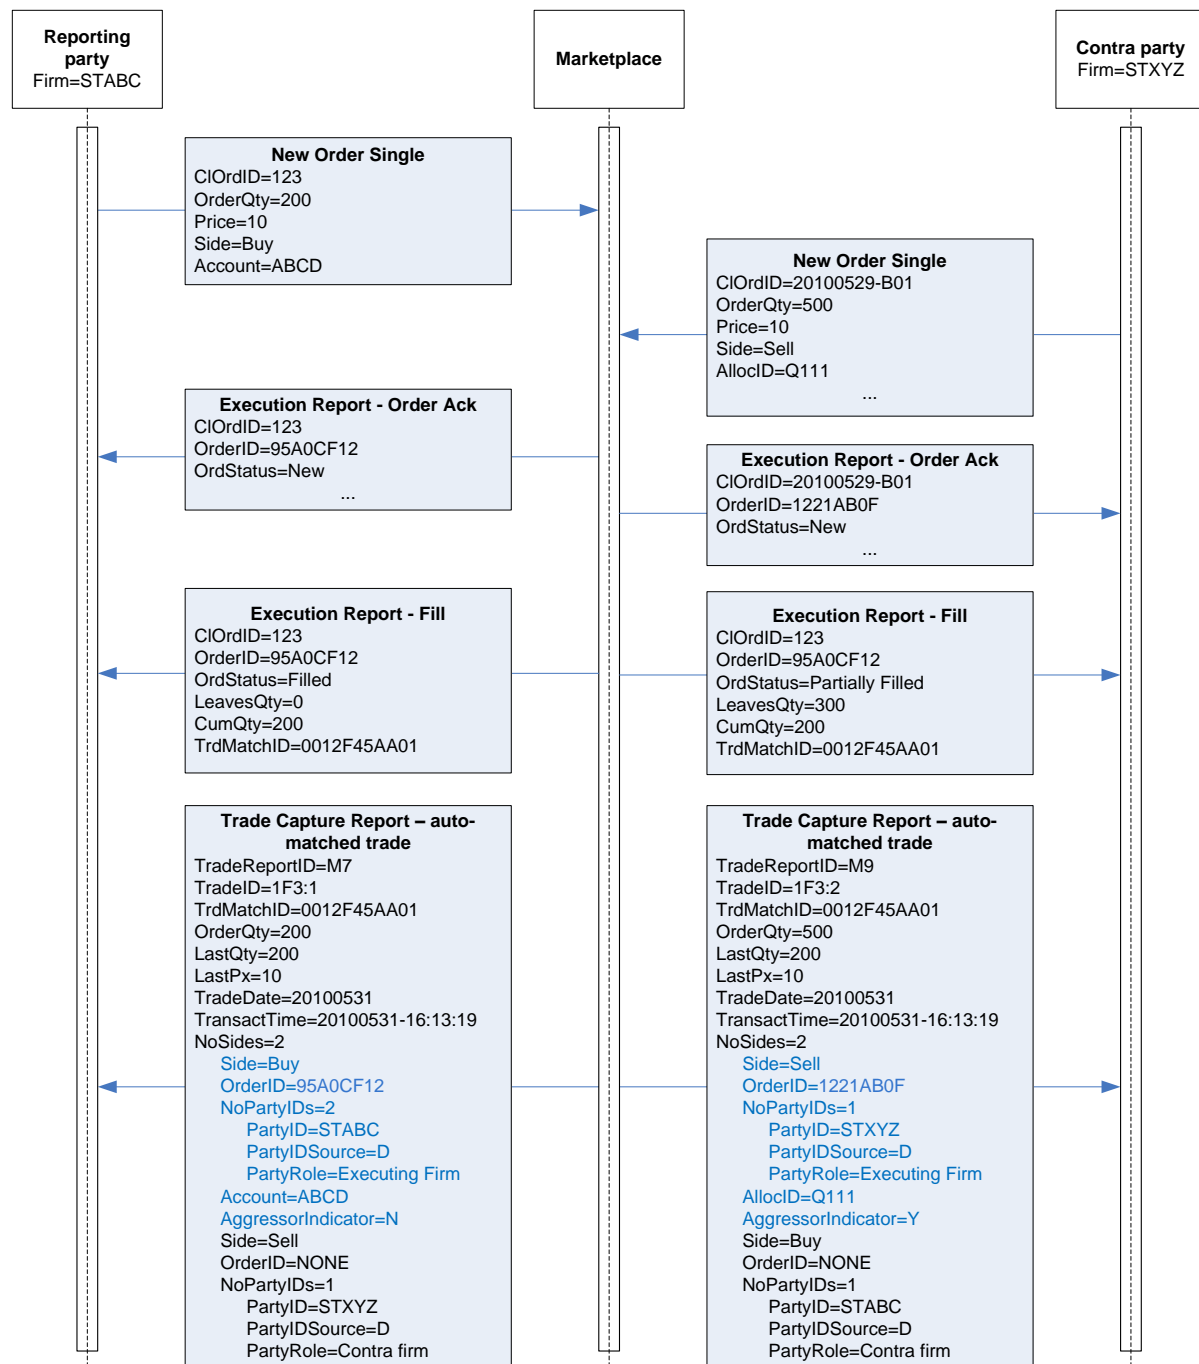 Reporting
party
Firm=STABC
Marketplace
Contra party
Firm=STXYZ
New Order Single
ClOrdID=123
OrderQty=200
Price=10
Side=Buy
Account=ABCD
New Order Single
ClOrdID=20100529-B01
OrderQty=500
Price=10
Side=Sell
AllocID=Q111
...
Execution Report - Order Ack
ClOrdID=123
OrderID=95A0CF12
OrdStatus=New
...
Execution Report - Order Ack
ClOrdID=20100529-B01
OrderID=1221AB0F
OrdStatus=New
...
Execution Report - Fill
ClOrdID=123
OrderID=95A0CF12
OrdStatus=Filled
LeavesQty=0
CumQty=200
TrdMatchID=0012F45AA01
Execution Report - Fill
ClOrdID=123
OrderID=95A0CF12
OrdStatus=Partially Filled
LeavesQty=300
CumQty=200
TrdMatchID=0012F45AA01
Trade Capture Report – auto-
matched trade
TradeReportID=M7
TradeID=1F3:1
TrdMatchID=0012F45AA01
OrderQty=200
LastQty=200
LastPx=10
TradeDate=20100531
TransactTime=20100531-16:13:19
NoSides=2
Side=Buy
OrderID=95A0CF12
NoPartyIDs=2
PartyID=STABC
PartyIDSource=D
PartyRole=Executing Firm
Account=ABCD
AggressorIndicator=N
Side=Sell
OrderID=NONE
NoPartyIDs=1
PartyID=STXYZ
PartyIDSource=D
PartyRole=Contra firm
Trade Capture Report – auto-
matched trade
TradeReportID=M9
TradeID=1F3:2
TrdMatchID=0012F45AA01
OrderQty=500
LastQty=200
LastPx=10
TradeDate=20100531
TransactTime=20100531-16:13:19
NoSides=2
Side=Sell
OrderID=1221AB0F
NoPartyIDs=1
PartyID=STXYZ
PartyIDSource=D
PartyRole=Executing Firm
AllocID=Q111
AggressorIndicator=Y
Side=Buy
OrderID=NONE
NoPartyIDs=1
PartyID=STABC
PartyIDSource=D
PartyRole=Contra firm